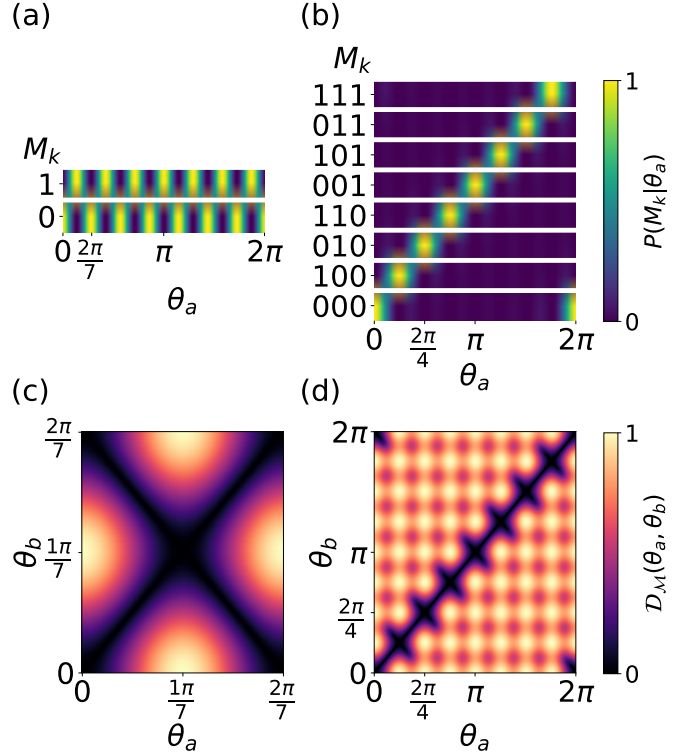 (a)
M_k
1
0
0 2π/7 π 2π
θ_a
(b)
M_k
111
011
101
001
110
010
100
000
0 2π/4 π 2π
θ_a
1
0
P(M_k|θ_a)
(c)
2π/7
1π/7
0
θ_b
0 1π/7 2π/7
θ_a
(d)
2π
π
2π/4
0
θ_b
0 2π/4 π 2π
θ_a
1
0
𝒟_ℳ(θ_a, θ_b)